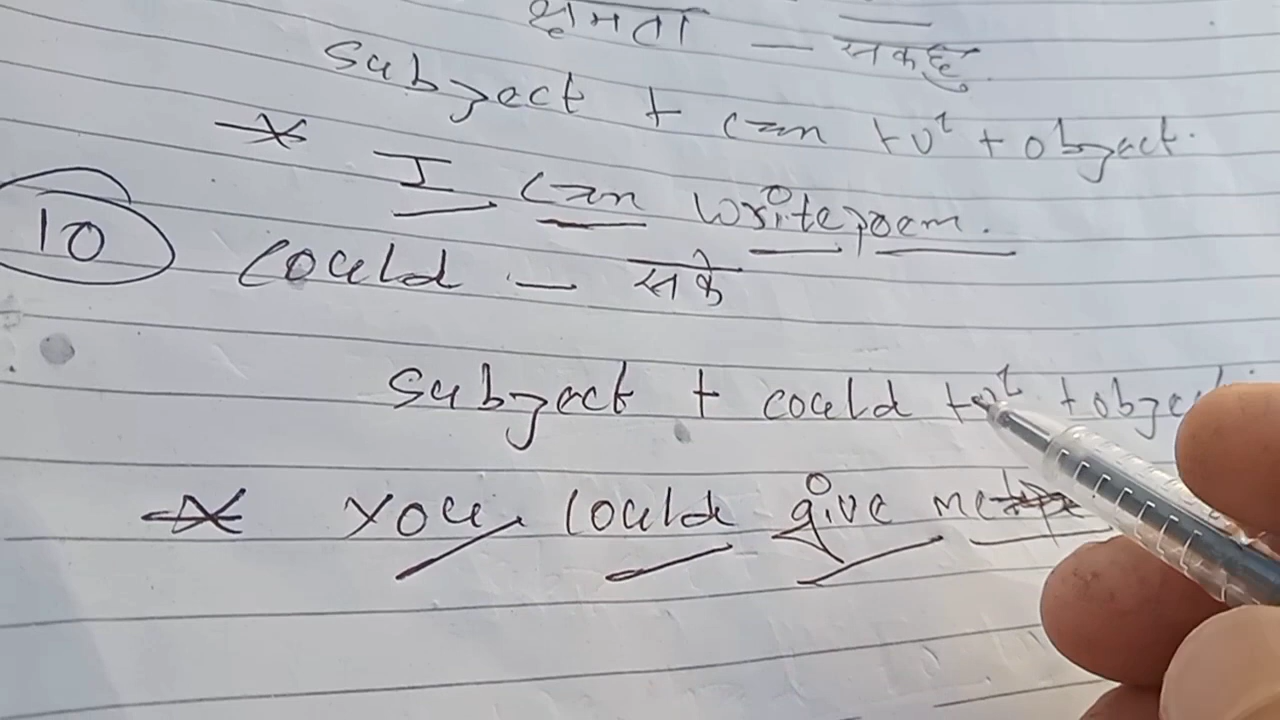 क्षमता — सकहु
Subject + can + v¹ + object.
* I can write poem.
10 Could — सके
Subject + could + v¹ + object
* You could give me